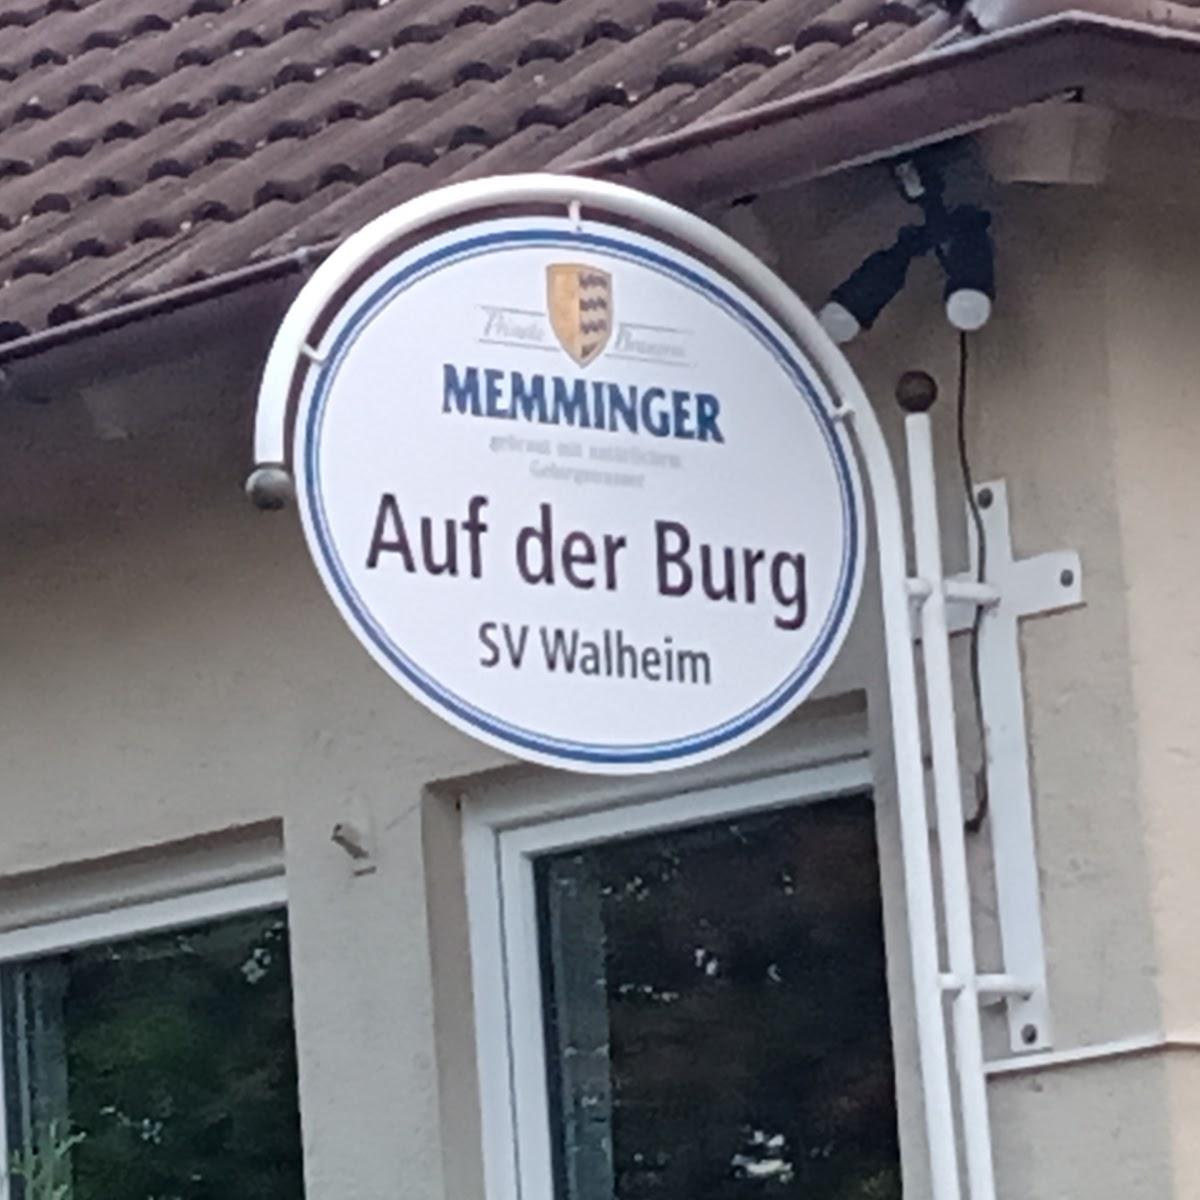 Private Brauerei
MEMMINGER
gebraut mit natürlichem
Gebirgswasser
Auf der Burg
SV Walheim